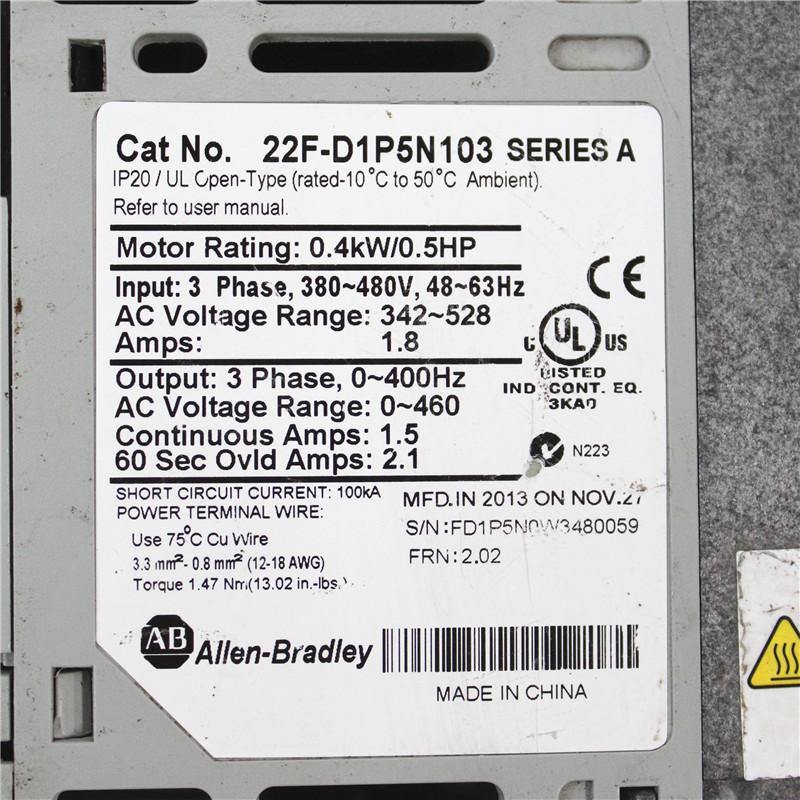 Cat No. 22F-D1P5N103 SERIES A
IP20 / UL Open-Type (rated-10°C to 50°C Ambient).
Refer to user manual.
Motor Rating: 0.4kW/0.5HP
Input: 3 Phase, 380~480V, 48~63Hz
AC Voltage Range: 342~528
Amps: 1.8
Output: 3 Phase, 0~400Hz
AC Voltage Range: 0~460
Continuous Amps: 1.5
60 Sec Ovld Amps: 2.1
CE
C UL US
LISTED
IND CONT. EQ.
3KA9
N223
SHORT CIRCUIT CURRENT: 100kA
POWER TERMINAL WIRE:
Use 75°C Cu Wire
3.3 mm²- 0.8 mm² (12-18 AWG)
Torque 1.47 Nm(13.02 in.-lbs.)
MFD.IN 2013 ON NOV.27
S/N:FD1P5N0W3480059
FRN: 2.02
AB Allen-Bradley
MADE IN CHINA